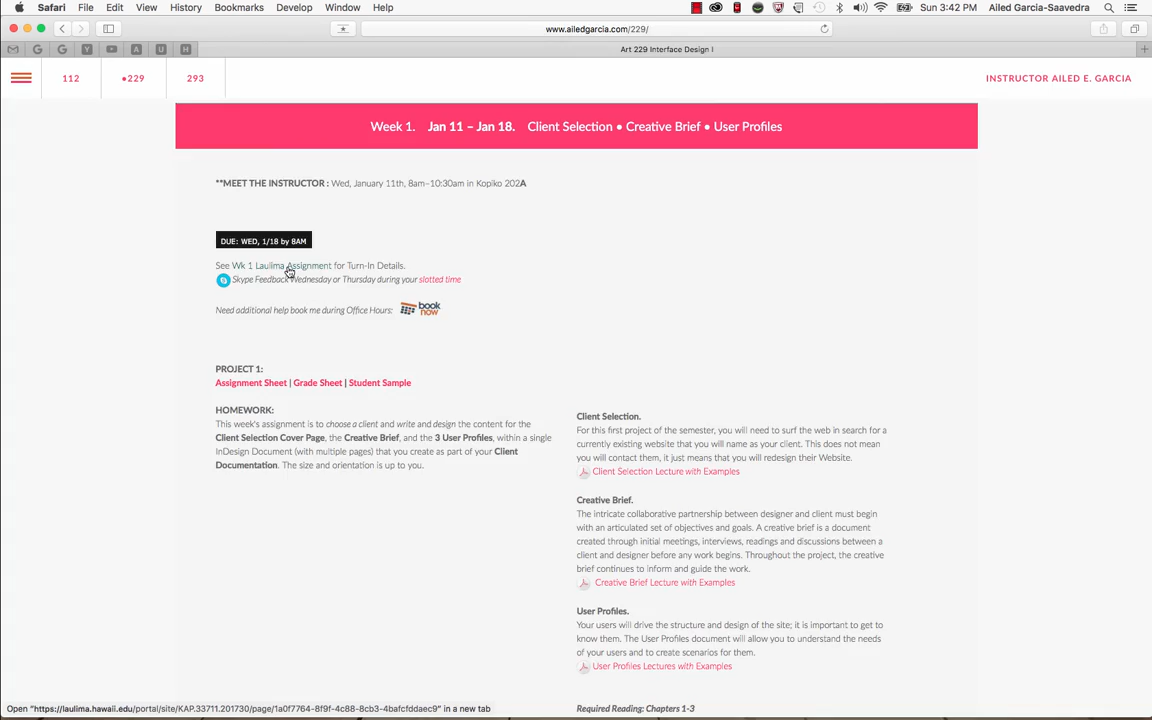 Safari File Edit View History Bookmarks Develop Window Help Sun 3:42 PM Ailed Garcia-Saavedra
www.ailedgarcia.com/229/
Art 229 Interface Design I
112 •229 293 INSTRUCTOR AILED E. GARCIA
Week 1. Jan 11 – Jan 18. Client Selection • Creative Brief • User Profiles
**MEET THE INSTRUCTOR : Wed, January 11th, 8am–10:30am in Kopiko 202A
DUE: WED, 1/18 by 8AM
See Wk 1 Laulima Assignment for Turn-In Details.
Skype Feedback Wednesday or Thursday during your slotted time
Need additional help book me during Office Hours: book now
PROJECT 1:
Assignment Sheet | Grade Sheet | Student Sample
HOMEWORK:
This week's assignment is to choose a client and write and design the content for the
Client Selection Cover Page, the Creative Brief, and the 3 User Profiles, within a single
InDesign Document (with multiple pages) that you create as part of your Client
Documentation. The size and orientation is up to you.
Client Selection.
For this first project of the semester, you will need to surf the web in search for a
currently existing website that you will name as your client. This does not mean
you will contact them, it just means that you will redesign their Website.
Client Selection Lecture with Examples
Creative Brief.
The intricate collaborative partnership between designer and client must begin
with an articulated set of objectives and goals. A creative brief is a document
created through initial meetings, interviews, readings and discussions between a
client and designer before any work begins. Throughout the project, the creative
brief continues to inform and guide the work.
Creative Brief Lecture with Examples
User Profiles.
Your users will drive the structure and design of the site; it is important to get to
know them. The User Profiles document will allow you to understand the needs
of your users and to create scenarios for them.
User Profiles Lectures with Examples
Required Reading: Chapters 1-3
Open "https://laulima.hawaii.edu/portal/site/KAP.33711.201730/page/1a0f7764-8f9f-4c88-8cb3-4bafcfddaec9" in a new tab